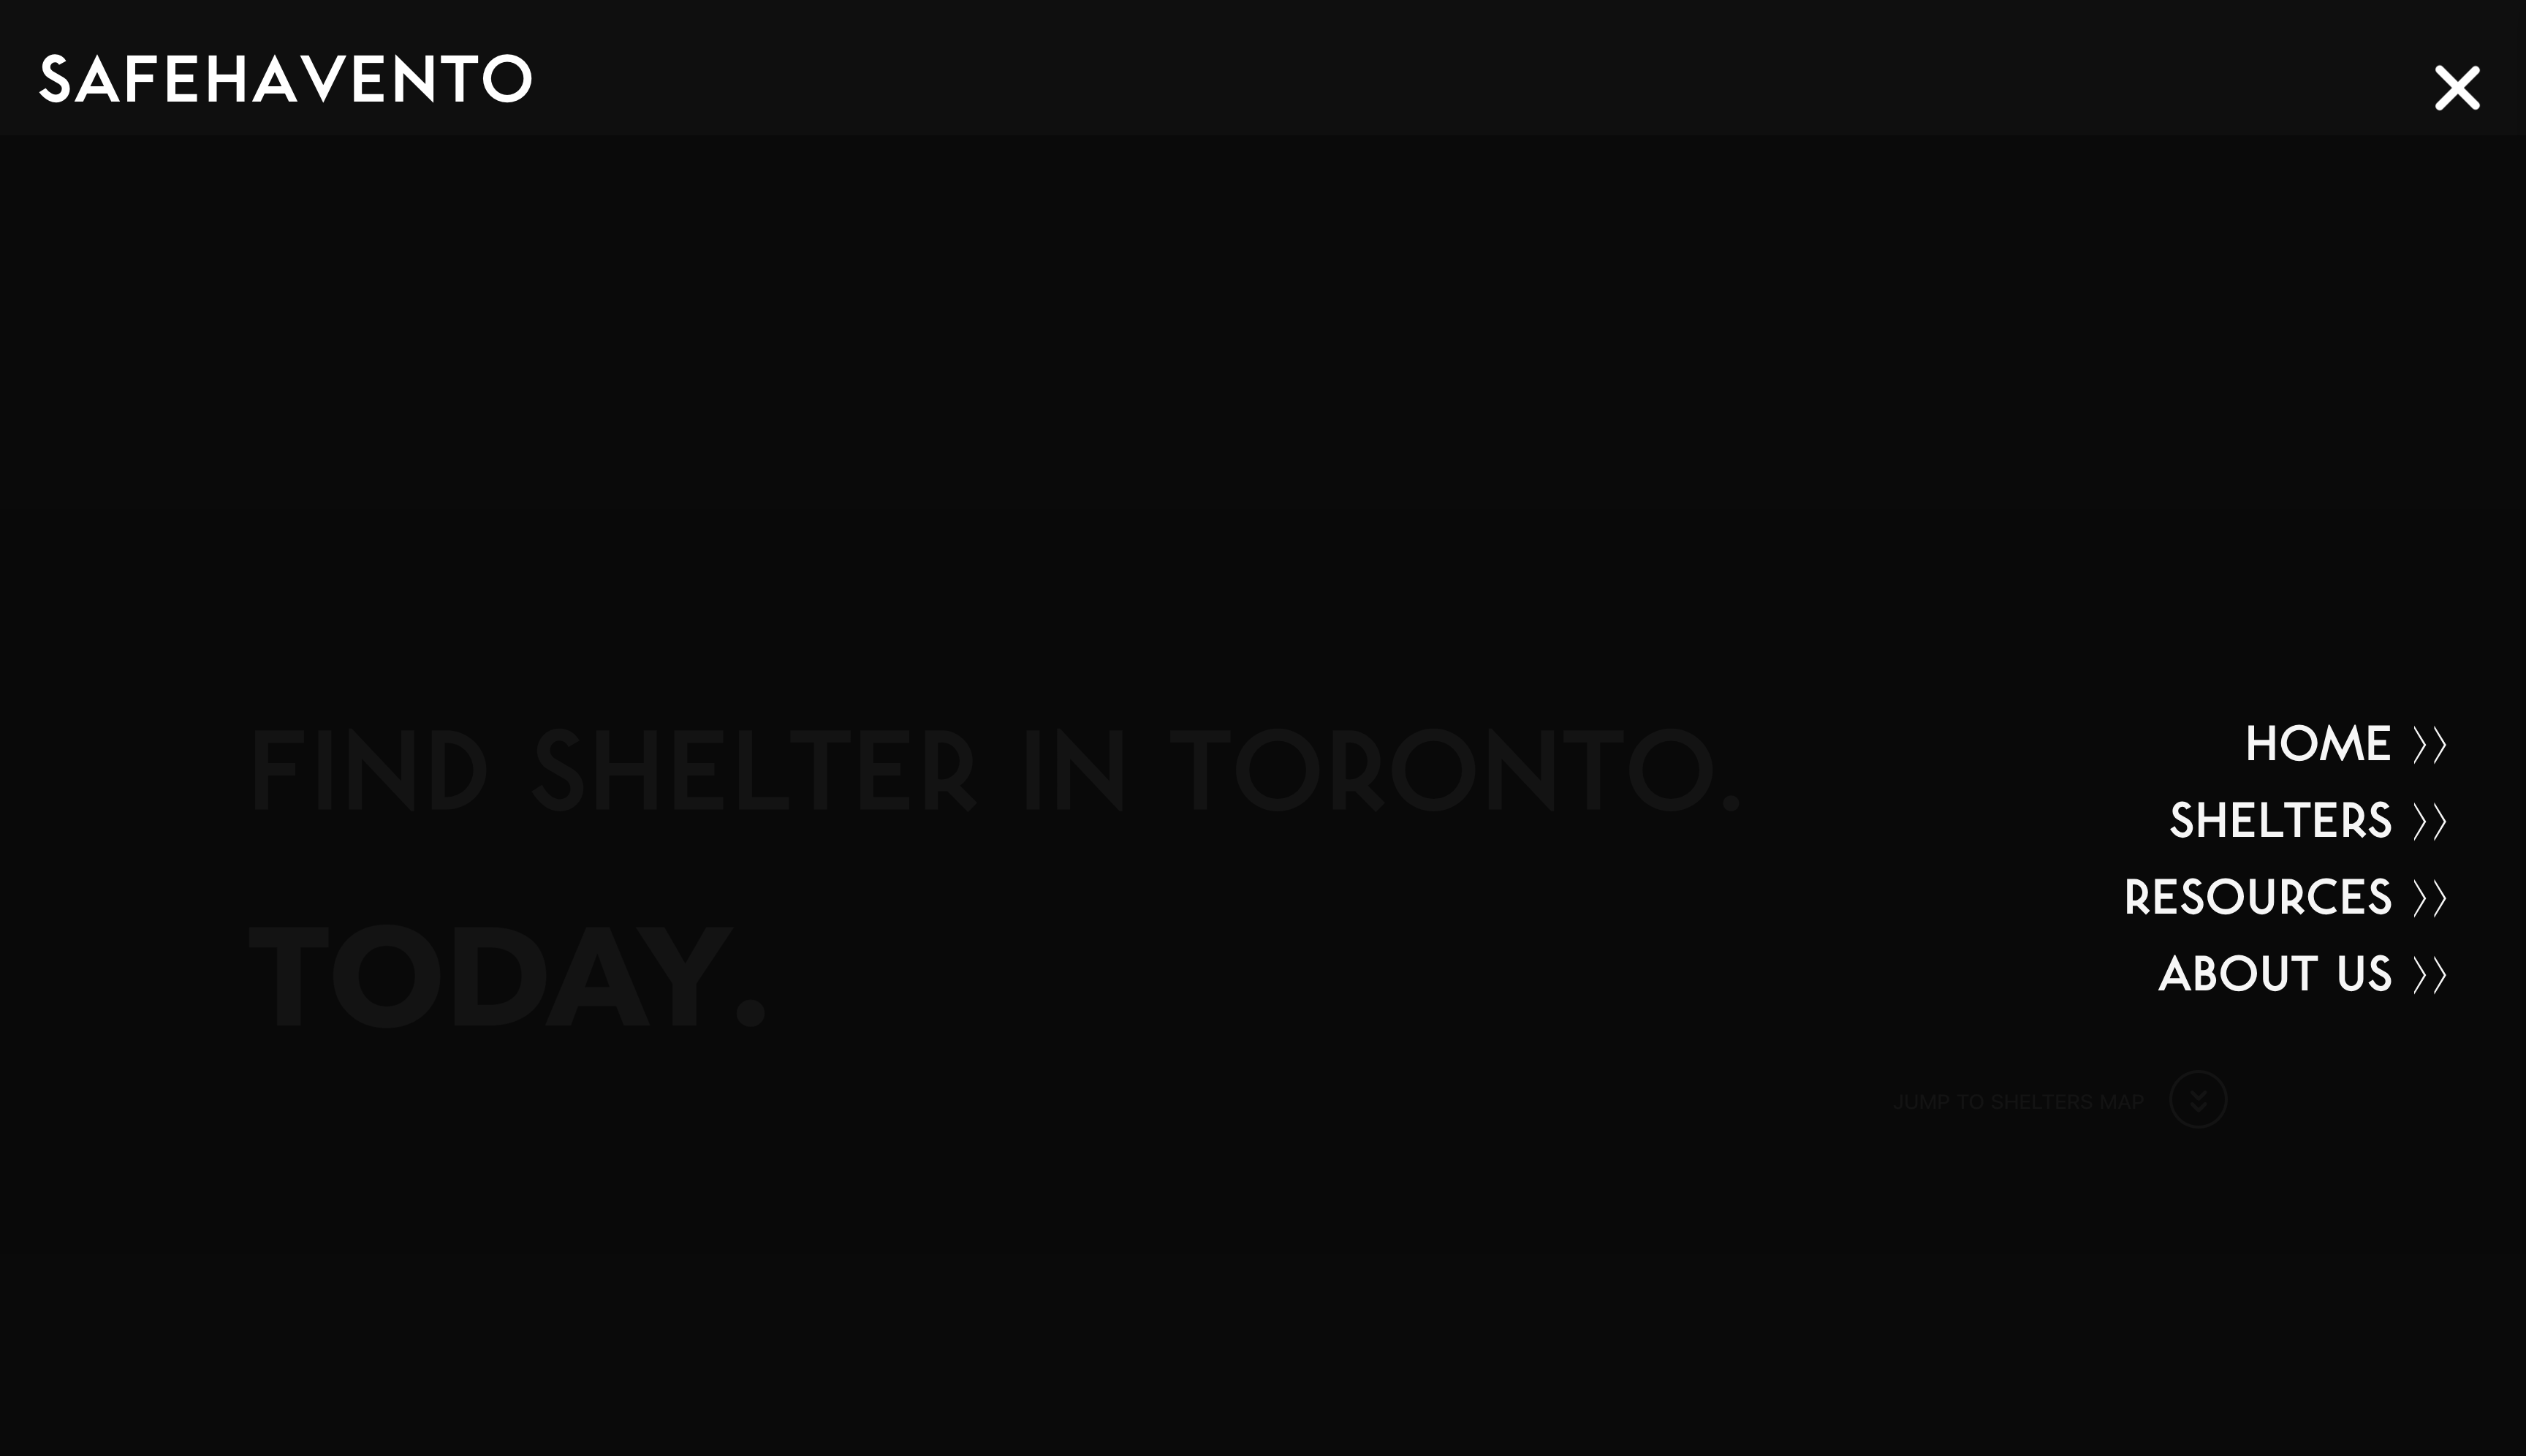 SAFEHAVENTO
FIND SHELTER IN TORONTO.
TODAY.
HOME
SHELTERS
RESOURCES
ABOUT US
JUMP TO SHELTERS MAP